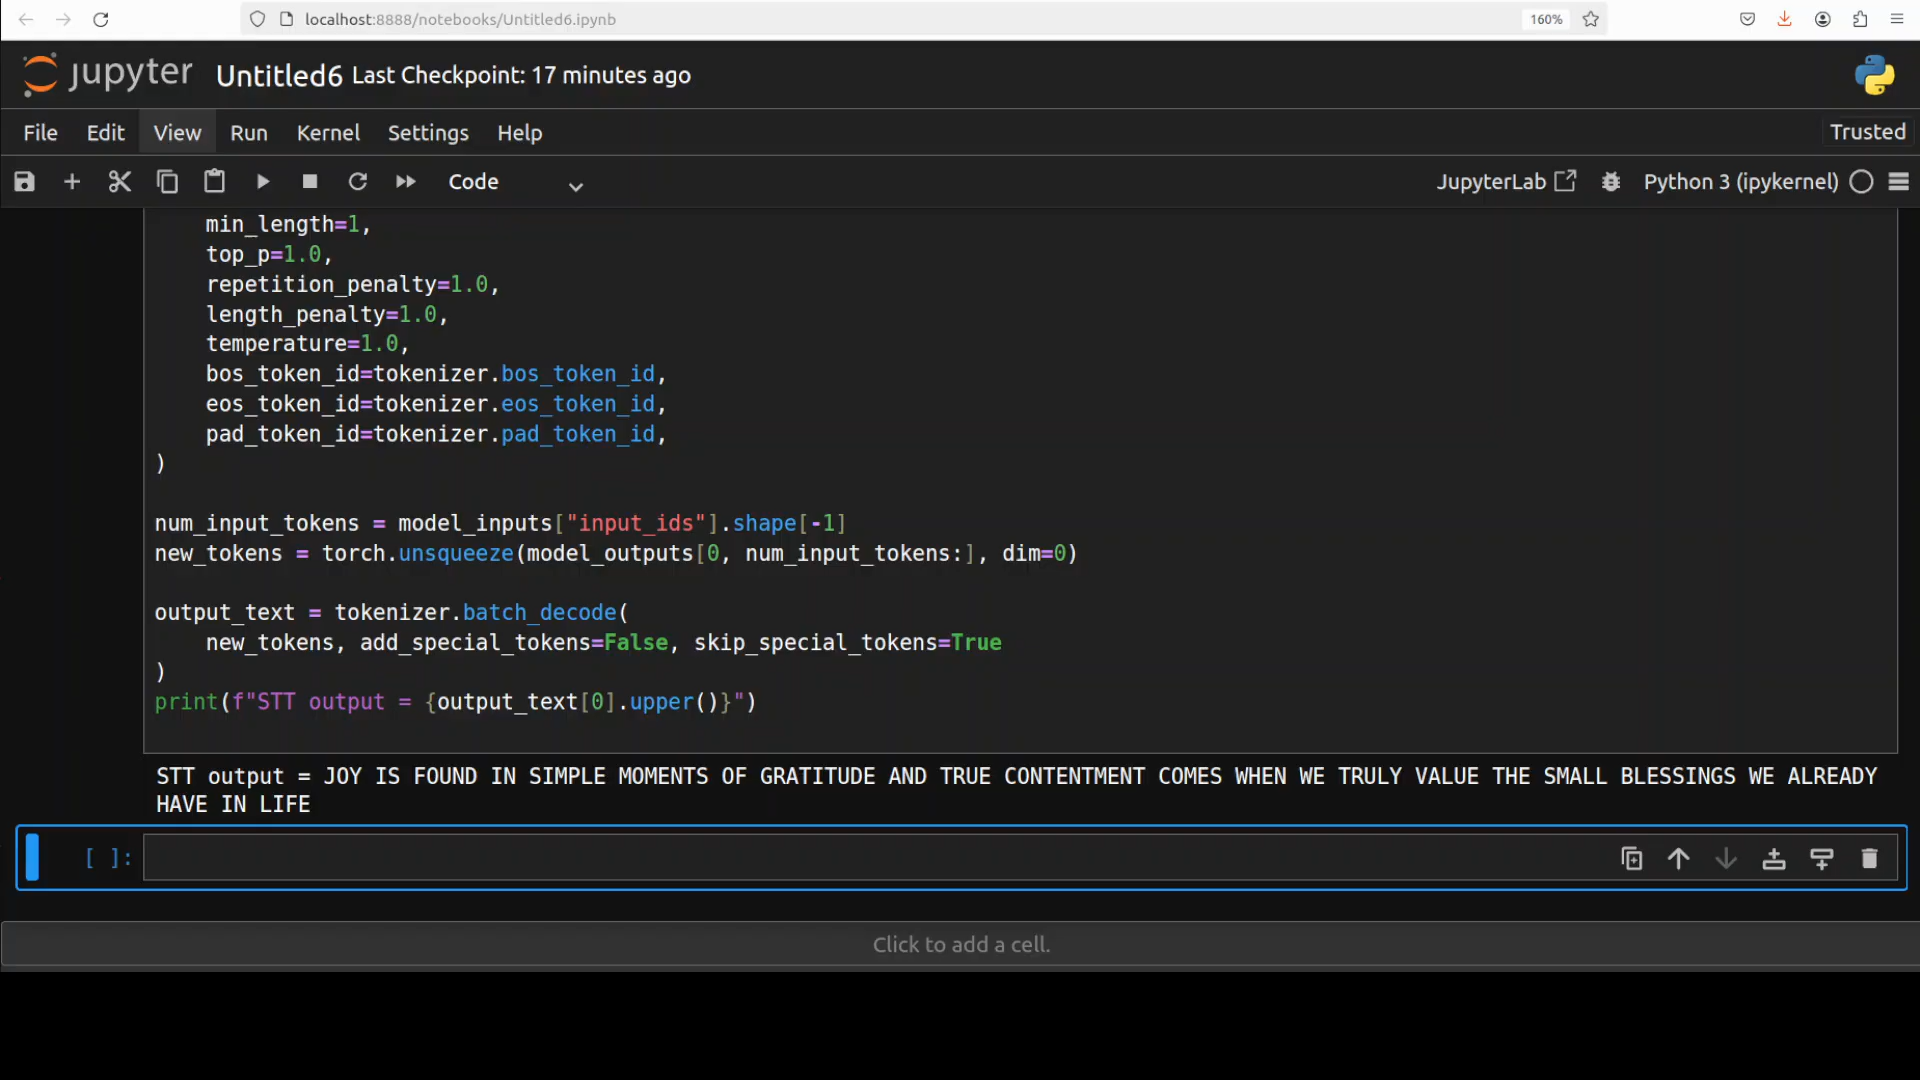 localhost:8888/notebooks/Untitled6.ipynb 160%
jupyter Untitled6 Last Checkpoint: 17 minutes ago
File Edit View Run Kernel Settings Help Trusted
Code JupyterLab Python 3 (ipykernel)
min_length=1,
top_p=1.0,
repetition_penalty=1.0,
length_penalty=1.0,
temperature=1.0,
bos_token_id=tokenizer.bos_token_id,
eos_token_id=tokenizer.eos_token_id,
pad_token_id=tokenizer.pad_token_id,
)
num_input_tokens = model_inputs["input_ids"].shape[-1]
new_tokens = torch.unsqueeze(model_outputs[0, num_input_tokens:], dim=0)
output_text = tokenizer.batch_decode(
new_tokens, add_special_tokens=False, skip_special_tokens=True
)
print(f"STT output = {output_text[0].upper()}")
STT output = JOY IS FOUND IN SIMPLE MOMENTS OF GRATITUDE AND TRUE CONTENTMENT COMES WHEN WE TRULY VALUE THE SMALL BLESSINGS WE ALREADY
HAVE IN LIFE
[ ]:
Click to add a cell.